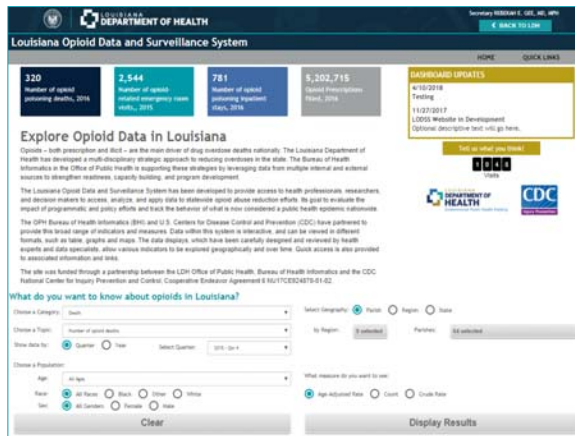 LOUISIANA
DEPARTMENT OF HEALTH
Secretary REBEKAH E. GEE, MD, MPH
BACK TO LDH
Louisiana Opioid Data and Surveillance System
HOME QUICK LINKS
320
Number of opioid
poisoning deaths, 2016
2,544
Number of opioid
related emergency room
visits, 2015
781
Number of opioid
poisoning inpatient
stays, 2016
5,202,715
Opioid Prescriptions
Filled, 2016
DASHBOARD UPDATES
4/10/2018
Testing
11/27/2017
LODSS Website in Development
Optional descriptive text will go here.
Tell us what you think!
1048
Visits
LOUISIANA
DEPARTMENT OF
HEALTH
CDC
Explore Opioid Data in Louisiana
Opioids – both prescription and illicit – are the main driver of drug overdose deaths nationally. The Louisiana Department of
Health has developed a multi-disciplinary strategic approach to reducing overdoses in the state. The Bureau of Health
Informatics in the Office of Public Health is supporting these strategies by leveraging data from multiple internal and external
sources to strengthen readiness, capacity building, and program development.
The Louisiana Opioid Data and Surveillance System has been developed to provide access to health professionals, researchers,
and decision makers to access, analyze, and apply data to statewide opioid abuse reduction efforts. Its goal to evaluate the
impact of programmatic and policy efforts and track the behavior of what is now considered a public health epidemic nationwide.
The OPH Bureau of Health Informatics (BHI) and U.S. Centers for Disease Control and Prevention (CDC) have partnered to
provide this broad range of indicators and measures. Data within this system is interactive, and can be viewed in different
formats, such as table, graphs and maps. The data displays, which have been carefully designed and reviewed by health
experts and data specialists, allow various indicators to be explored geographically and over time. Quick access is also provided
to associated information and links.
The site was funded through a partnership between the LDH Office of Public Health, Bureau of Health Informatics and the CDC
National Center for Injury Prevention and Control, Cooperative Endeavor Agreement
What do you want to know about opioids in Louisiana?
Choose a Category: Death
Select Geography: Parish Region State
Choose a Topic: Number of opioid deaths
by Region: 9 selected Parishes: 64 selected
Show data by: Quarter Year Select Quarter:
Choose a Population:
Age: All Ages
What measure do you want to see:
Race: All Races Black Other White
Age Adjusted Rate Count Crude Rate
Sex: All Genders Female Male
Clear Display Results